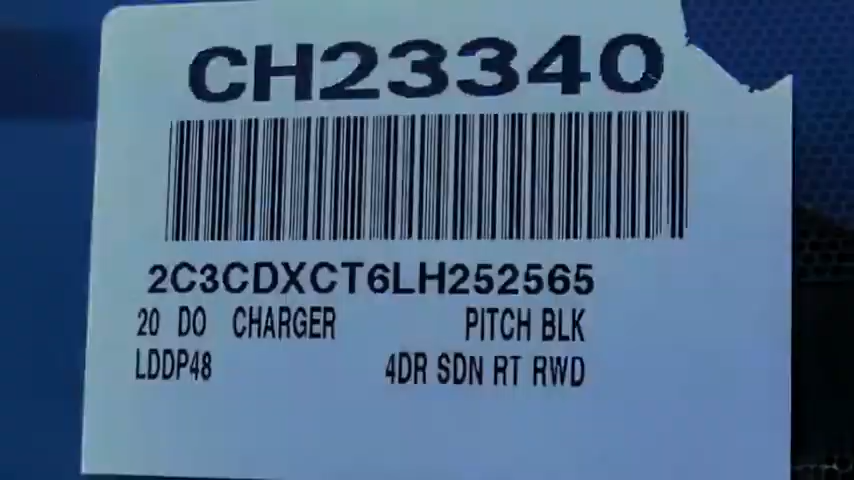 CH23340
2C3CDXCT6LH252565
20 DO CHARGER PITCH BLK
LDDP48 4DR SDN RT RWD